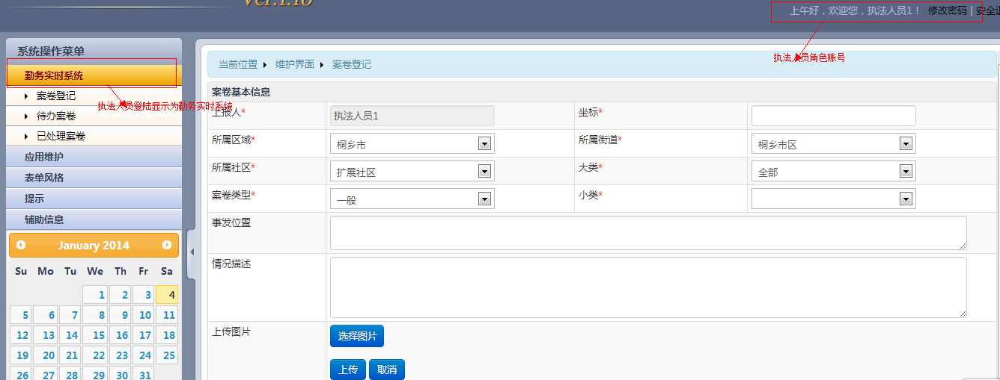 Ver.1.10
上午好，欢迎您，执法人员1！ 修改密码 | 安全退
执法人员角色账号
系统操作菜单
勤务实时系统
案卷登记
执法人员登陆显示为勤务实时系统
待办案卷
已处理案卷
应用维护
表单风格
提示
辅助信息
January 2014
Su Mo Tu We Th Fr Sa
1 2 3 4
5 6 7 8 9 10 11
12 13 14 15 16 17 18
19 20 21 22 23 24 25
26 27 28 29 30 31
当前位置 维护界面 案卷登记
案卷基本信息
上报人* 执法人员1 坐标*
所属区域* 桐乡市 所属街道* 桐乡市区
所属社区* 扩展社区 大类* 全部
案卷类型* 一般 小类*
事发位置
情况描述
上传图片 选择图片
上传 取消